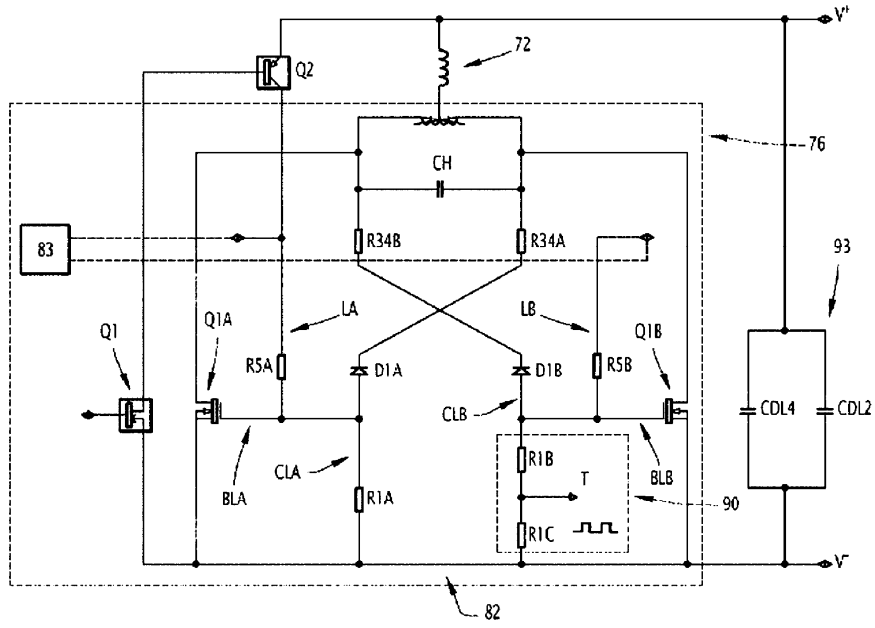 V+
72
Q2
76
CH
83
R34B
R34A
93
LA
LB
Q1
Q1A
Q1B
R5A
D1A
D1B
R5B
CLB
CDL4
CDL2
CLA
BLA
R1B
T
BLB
90
R1A
R1C
V-
82